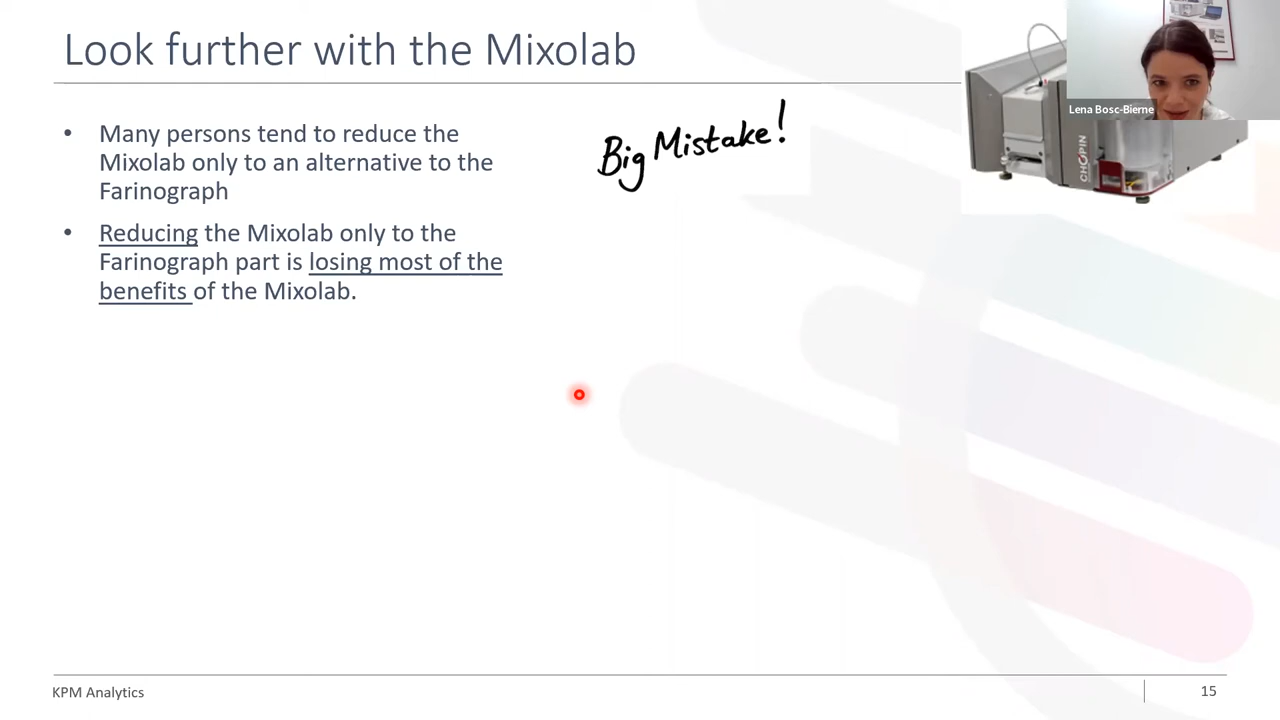 Look further with the Mixolab
Lena Bosc-Bierne
• Many persons tend to reduce the
Mixolab only to an alternative to the
Farinograph
Big Mistake!
CHOPIN
• Reducing the Mixolab only to the
Farinograph part is losing most of the
benefits of the Mixolab.
KPM Analytics
15